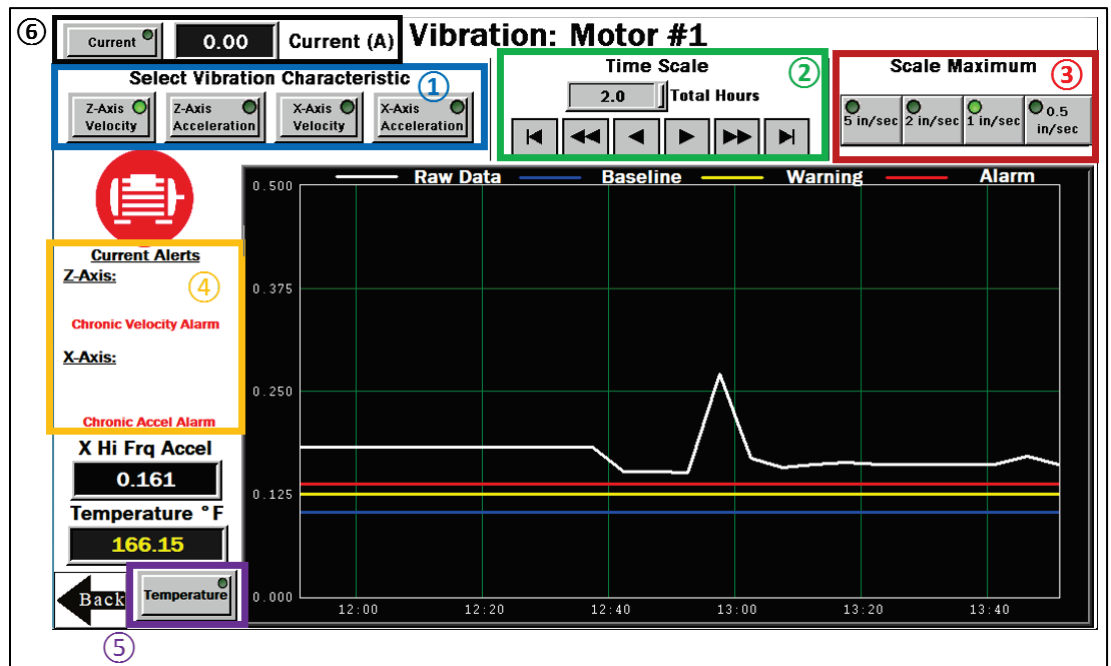 ⑥
Current
0.00
Current (A)
Vibration: Motor #1
Select Vibration Characteristic
①
Z-Axis
Velocity
Z-Axis
Acceleration
X-Axis
Velocity
X-Axis
Acceleration
Time Scale
②
2.0
Total Hours
Scale Maximum
③
5 in/sec
2 in/sec
1 in/sec
0.5
in/sec
Raw Data
Baseline
Warning
Alarm
Current Alerts
Z-Axis:
④
Chronic Velocity Alarm
X-Axis:
Chronic Accel Alarm
X Hi Frq Accel
0.161
Temperature °F
166.15
Back
Temperature
⑤
0.500
0.375
0.250
0.125
0.000
12:00
12:20
12:40
13:00
13:20
13:40